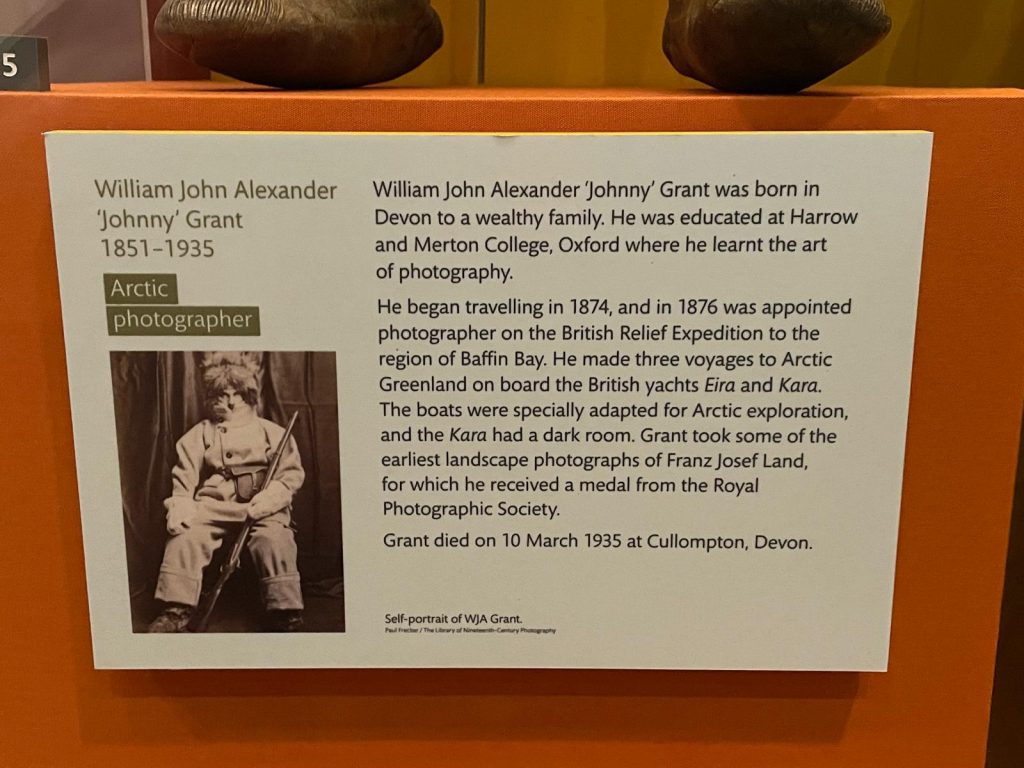 5
William John Alexander
‘Johnny’ Grant
1851–1935
Arctic
photographer
William John Alexander ‘Johnny’ Grant was born in
Devon to a wealthy family. He was educated at Harrow
and Merton College, Oxford where he learnt the art
of photography.
He began travelling in 1874, and in 1876 was appointed
photographer on the British Relief Expedition to the
region of Baffin Bay. He made three voyages to Arctic
Greenland on board the British yachts Eira and Kara.
The boats were specially adapted for Arctic exploration,
and the Kara had a dark room. Grant took some of the
earliest landscape photographs of Franz Josef Land,
for which he received a medal from the Royal
Photographic Society.
Grant died on 10 March 1935 at Cullompton, Devon.
Self-portrait of WJA Grant.
Paul Frecker / The Library of Nineteenth-Century Photography